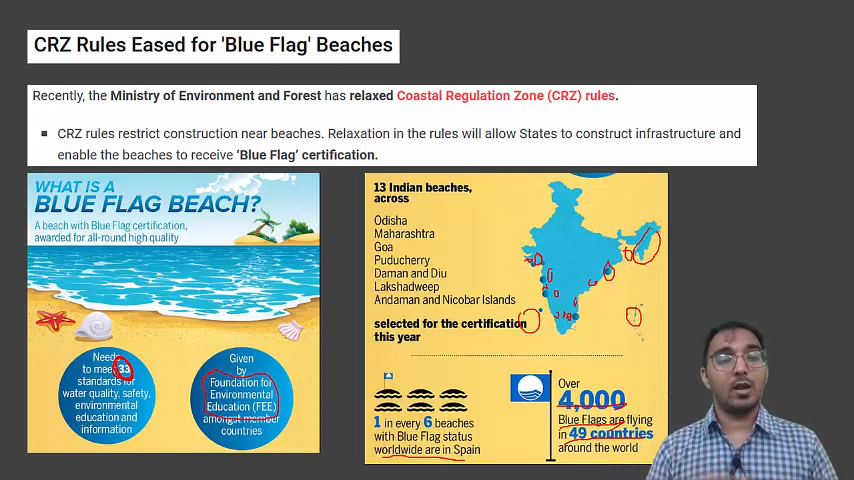 CRZ Rules Eased for 'Blue Flag' Beaches
Recently, the Ministry of Environment and Forest has relaxed Coastal Regulation Zone (CRZ) rules.
CRZ rules restrict construction near beaches. Relaxation in the rules will allow States to construct infrastructure and
enable the beaches to receive 'Blue Flag' certification.
WHAT IS A
BLUE FLAG BEACH?
A beach with Blue Flag certification,
awarded for all-round high quality
Needs
to meet 33
standards for
water quality, safety,
environmental
education and
information
Given
by
Foundation for
Environmental
Education (FEE)
amongst member
countries
13 Indian beaches,
across
Odisha
Maharashtra
Goa
Puducherry
Daman and Diu
Lakshadweep
Andaman and Nicobar Islands
selected for the certification
this year
1 in every 6 beaches
with Blue Flag status
worldwide are in Spain
Over
4,000
Blue Flags are flying
in 49 countries
around the world